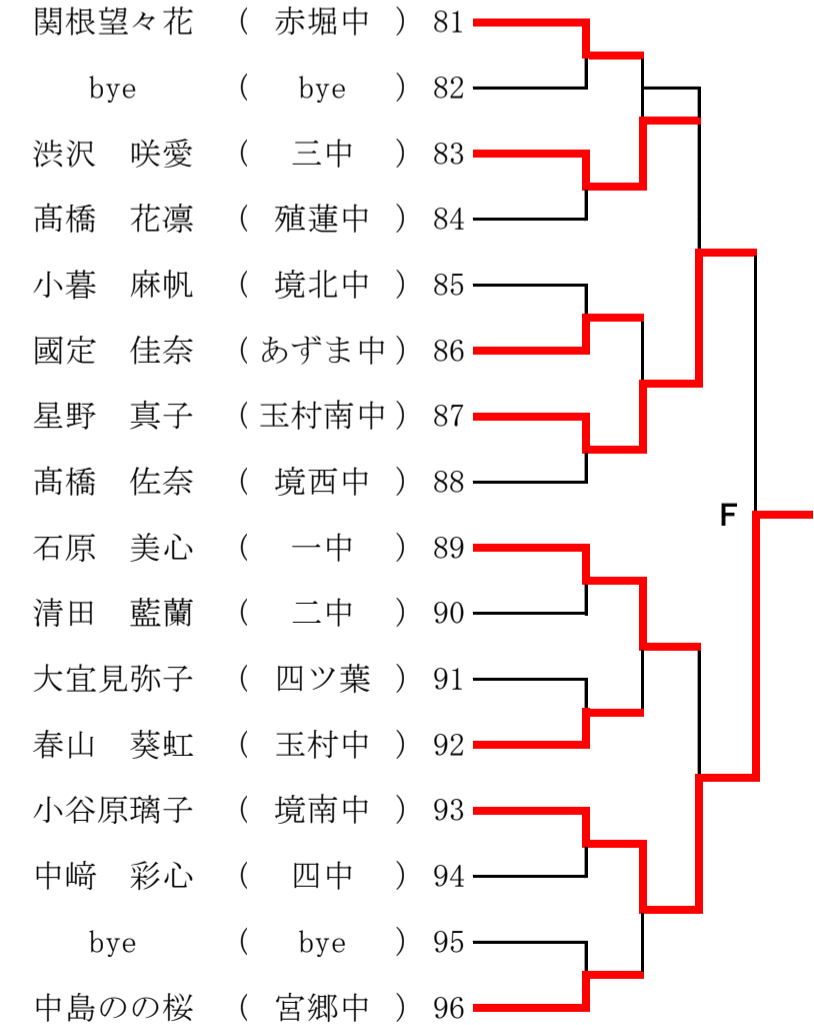 関根望々花 ( 赤堀中 ) 81
bye ( bye ) 82
渋沢 咲愛 ( 三中 ) 83
髙橋 花凛 ( 殖蓮中 ) 84
小暮 麻帆 ( 境北中 ) 85
國定 佳奈 ( あずま中 ) 86
星野 真子 ( 玉村南中 ) 87
髙橋 佐奈 ( 境西中 ) 88
F
石原 美心 ( 一中 ) 89
清田 藍蘭 ( 二中 ) 90
大宜見弥子 ( 四ツ葉 ) 91
春山 葵虹 ( 玉村中 ) 92
小谷原璃子 ( 境南中 ) 93
中﨑 彩心 ( 四中 ) 94
bye ( bye ) 95
中島のの桜 ( 宮郷中 ) 96